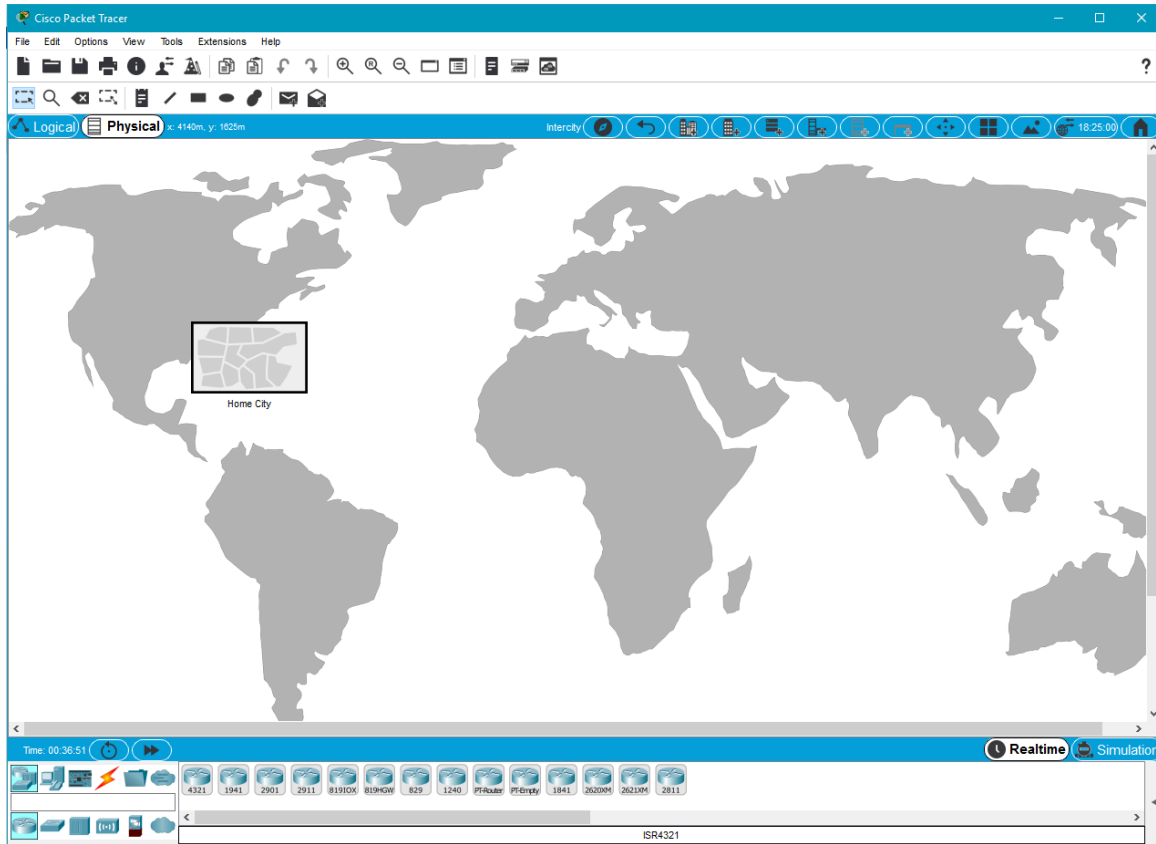 Cisco Packet Tracer
File Edit Options View Tools Extensions Help
?
Logical Physical x: 4140m, y: 1625m Intercity 18:25:00
Home City
Time: 00:36:51 Realtime Simulation
4321 1941 2901 2911 819IOX 819HGW 829 1240 PT-Router PT-Empty 1841 2620XM 2621XM 2811
ISR4321